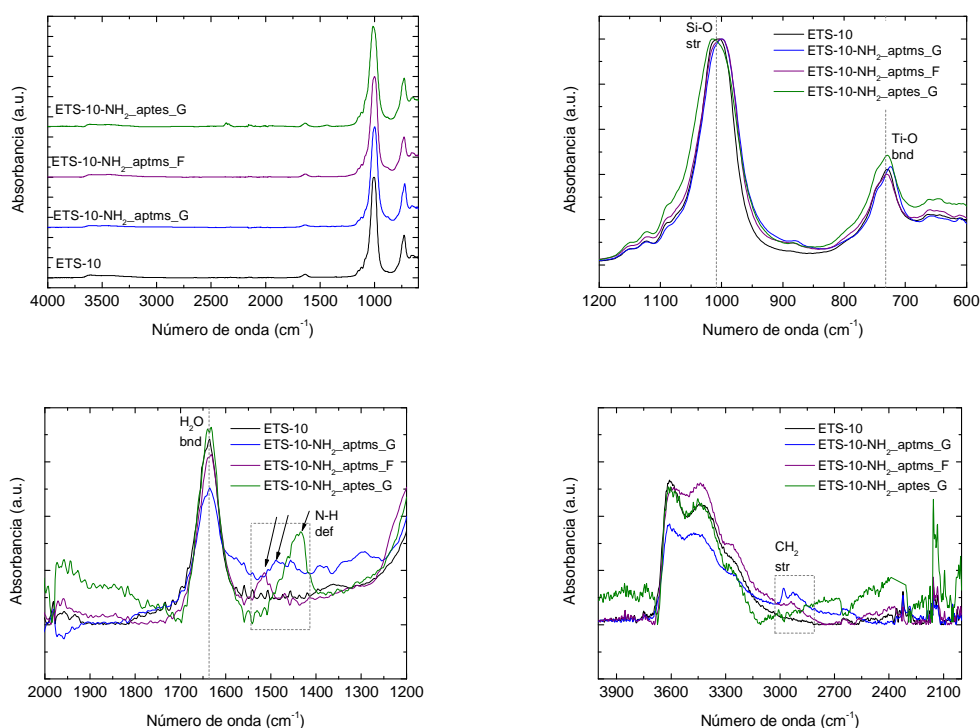 ETS-10-NH2_aptes_G
ETS-10-NH2_aptms_F
ETS-10-NH2_aptms_G
ETS-10
Absorbancia (a.u.)
4000 3500 3000 2500 2000 1500 1000
Número de onda (cm-1)
Si-O
str
ETS-10
ETS-10-NH2_aptms_G
ETS-10-NH2_aptms_F
ETS-10-NH2_aptes_G
Ti-O
bnd
Absorbancia (a.u.)
1200 1100 1000 900 800 700 600
Numero de onda (cm-1)
H2O
bnd
ETS-10
ETS-10-NH2_aptms_G
ETS-10-NH2_aptms_F
ETS-10-NH2_aptes_G
N-H
def
Absorbancia (a.u.)
2000 1900 1800 1700 1600 1500 1400 1300 1200
Número de onda (cm-1)
ETS-10
ETS-10-NH2_aptms_G
ETS-10-NH2_aptms_F
ETS-10-NH2_aptes_G
CH2
str
Absorbancia (a.u.)
3900 3600 3300 3000 2700 2400 2100
Número de onda (cm-1)